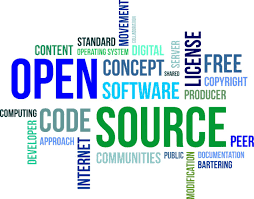 MOVEMENT
COLLABORATION
STANDARD
CONTENT
OPERATING SYSTEM
DIGITAL
SERVER
LICENSE
OPEN
CONCEPT
SHARED
FREE
SOFTWARE
COPYRIGHT
PRODUCER
COMPUTING
CODE
SOURCE
DEVELOPER
APPROACH
INTERNET
PEER
COMMUNITIES
PUBLIC
DOCUMENTATION
MODIFICATION
BARTERING